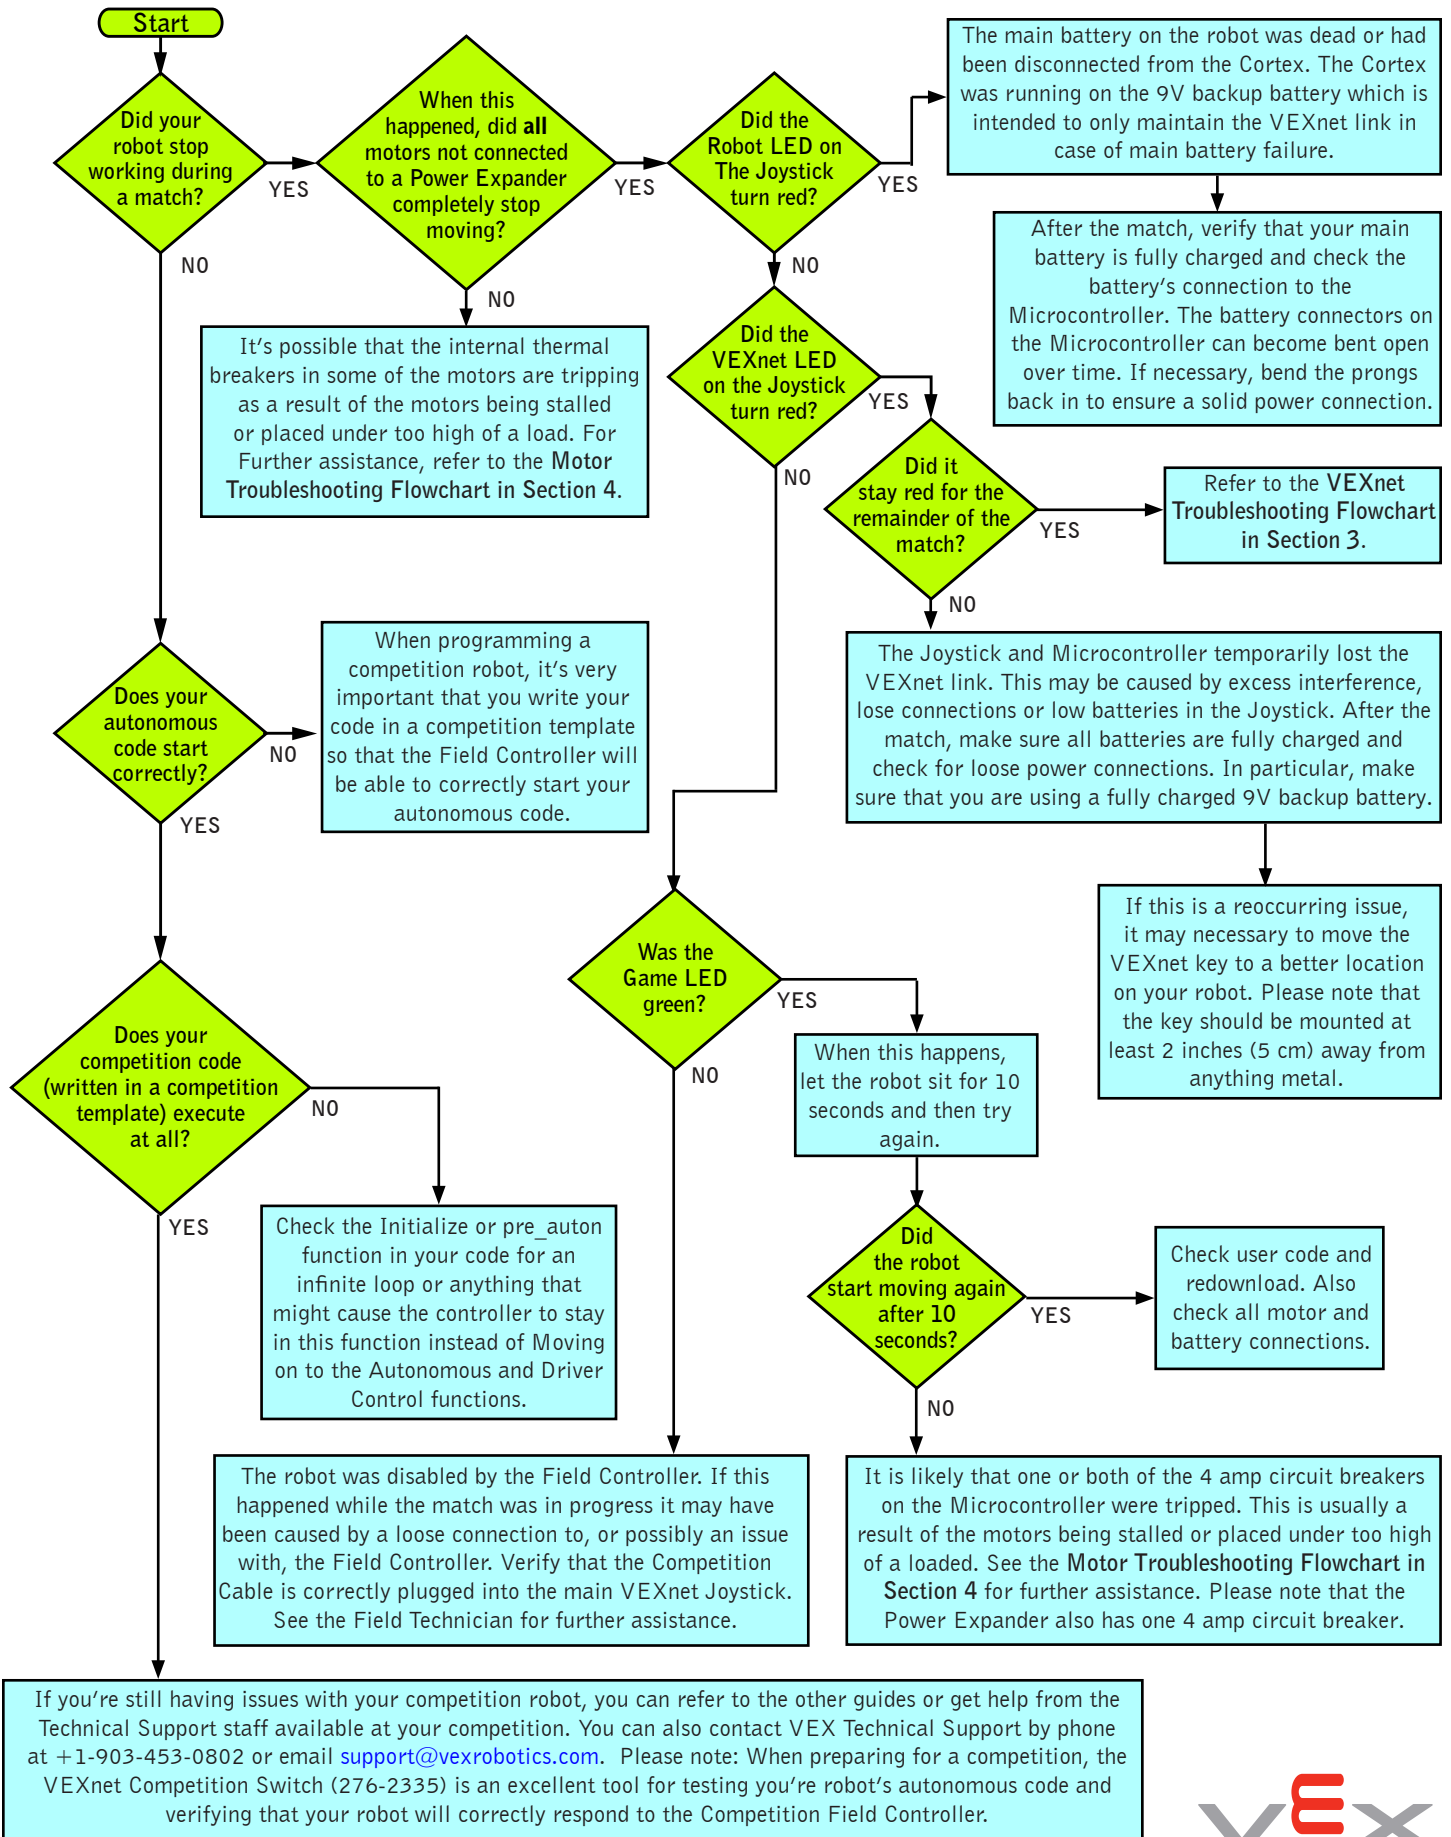 Start
Did your
robot stop
working during
a match?
YES
NO
When this
happened, did all
motors not connected
to a Power Expander
completely stop
moving?
YES
NO
Did the
Robot LED on
The Joystick
turn red?
YES
NO
The main battery on the robot was dead or had
been disconnected from the Cortex. The Cortex
was running on the 9V backup battery which is
intended to only maintain the VEXnet link in
case of main battery failure.
After the match, verify that your main
battery is fully charged and check the
battery's connection to the
Microcontroller. The battery connectors on
the Microcontroller can become bent open
over time. If necessary, bend the prongs
back in to ensure a solid power connection.
It's possible that the internal thermal
breakers in some of the motors are tripping
as a result of the motors being stalled
or placed under too high of a load. For
Further assistance, refer to the Motor
Troubleshooting Flowchart in Section 4.
Did the
VEXnet LED
on the Joystick
turn red?
YES
NO
Did it
stay red for the
remainder of the
match?
YES
NO
Refer to the VEXnet
Troubleshooting Flowchart
in Section 3.
The Joystick and Microcontroller temporarily lost the
VEXnet link. This may be caused by excess interference,
lose connections or low batteries in the Joystick. After the
match, make sure all batteries are fully charged and
check for loose power connections. In particular, make
sure that you are using a fully charged 9V backup battery.
If this is a reoccurring issue,
it may necessary to move the
VEXnet key to a better location
on your robot. Please note that
the key should be mounted at
least 2 inches (5 cm) away from
anything metal.
Does your
autonomous
code start
correctly?
NO
YES
When programming a
competition robot, it's very
important that you write your
code in a competition template
so that the Field Controller will
be able to correctly start your
autonomous code.
Was the
Game LED
green?
YES
NO
When this happens,
let the robot sit for 10
seconds and then try
again.
Does your
competition code
(written in a competition
template) execute
at all?
NO
YES
Check the Initialize or pre_auton
function in your code for an
infinite loop or anything that
might cause the controller to stay
in this function instead of Moving
on to the Autonomous and Driver
Control functions.
Did
the robot
start moving again
after 10
seconds?
YES
NO
Check user code and
redownload. Also
check all motor and
battery connections.
The robot was disabled by the Field Controller. If this
happened while the match was in progress it may have
been caused by a loose connection to, or possibly an issue
with, the Field Controller. Verify that the Competition
Cable is correctly plugged into the main VEXnet Joystick.
See the Field Technician for further assistance.
It is likely that one or both of the 4 amp circuit breakers
on the Microcontroller were tripped. This is usually a
result of the motors being stalled or placed under too high
of a loaded. See the Motor Troubleshooting Flowchart in
Section 4 for further assistance. Please note that the
Power Expander also has one 4 amp circuit breaker.
If you're still having issues with your competition robot, you can refer to the other guides or get help from the
Technical Support staff available at your competition. You can also contact VEX Technical Support by phone
at +1-903-453-0802 or email support@vexrobotics.com. Please note: When preparing for a competition, the
VEXnet Competition Switch (276-2335) is an excellent tool for testing you're robot's autonomous code and
verifying that your robot will correctly respond to the Competition Field Controller.
VEX